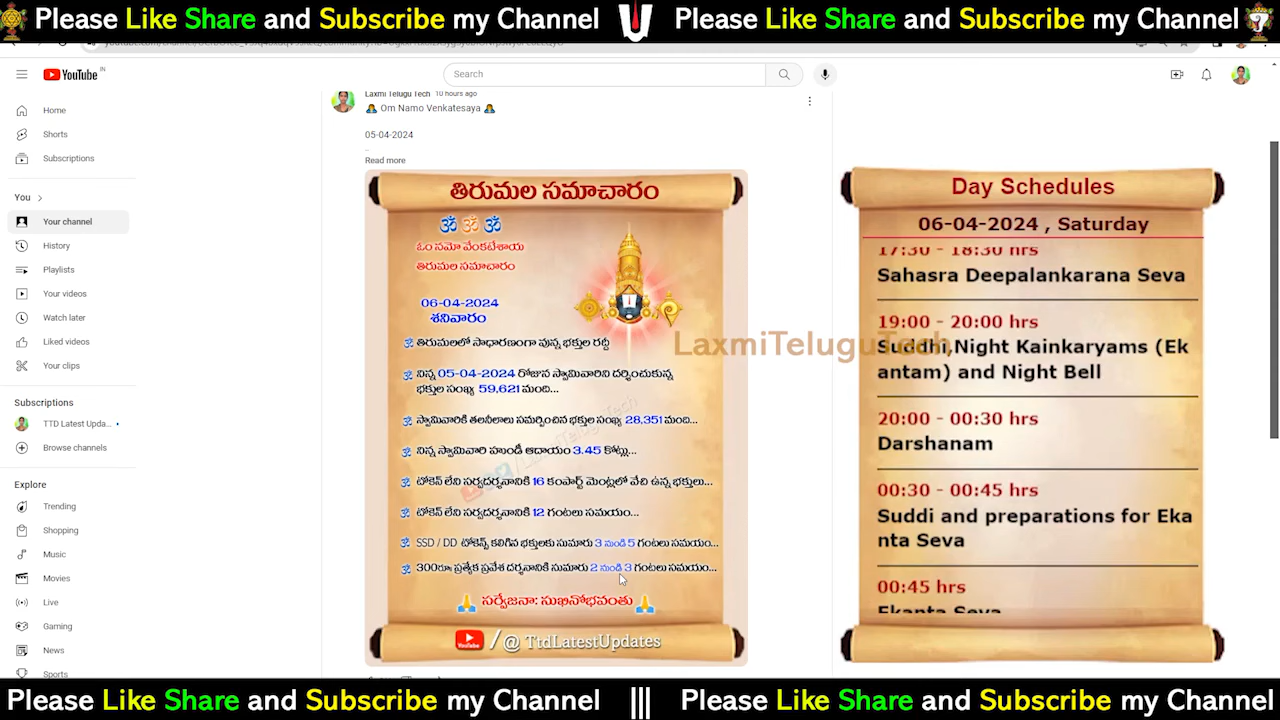 Please Like Share and Subscribe my Channel
Please Like Share and Subscribe my Channel
YouTube IN
Search
Home
Shorts
Subscriptions
You
Your channel
History
Playlists
Your videos
Watch later
Liked videos
Your clips
Subscriptions
TTD Latest Upda...
Browse channels
Explore
Trending
Shopping
Music
Movies
Live
Gaming
News
Sports
Laxmi Telugu Tech 10 hours ago
Om Namo Venkatesaya
05-04-2024
..
Read more
తిరుమల సమాచారం
ॐ ॐ ॐ
ఓం నమో వేంకటేశాయ
తిరుమల సమాచారం
06-04-2024
శనివారం
ॐ తిరుమలలో సాధారణంగా వున్న భక్తుల రద్దీ
ॐ నిన్న 05-04-2024 రోజున స్వామివారిని దర్శించుకున్న
భక్తుల సంఖ్య 59,621 మంది...
ॐ స్వామివారికి తలనీలాలు సమర్పించిన భక్తుల సంఖ్య 28,351 మంది...
ॐ నిన్న స్వామివారి హుండీ ఆదాయం 3.45 కోట్లు...
ॐ టోకెన్ లేని సర్వదర్శనానికి 16 కంపార్ట్ మెంట్లలో వేచి ఉన్న భక్తులు...
ॐ టోకెన్ లేని సర్వదర్శనానికి 12 గంటలు సమయం...
ॐ SSD / DD టోకెన్స్ కలిగిన భక్తులకు సుమారు 3 నుండి 5 గంటలు సమయం...
ॐ 300రూ౹౹ ప్రత్యేక ప్రవేశ దర్శనానికి సుమారు 2 నుండి 3 గంటలు సమయం...
సర్వేజనా: సుఖినోభవంతు
YouTube / @ TtdLatestUpdates
LaxmiTeluguTech
Day Schedules
06-04-2024 , Saturday
17:30 - 18:30 hrs
Sahasra Deepalankarana Seva
19:00 - 20:00 hrs
Suddhi,Night Kainkaryams (Ek
antam) and Night Bell
20:00 - 00:30 hrs
Darshanam
00:30 - 00:45 hrs
Suddi and preparations for Eka
nta Seva
00:45 hrs
Ekanta Seva
Please Like Share and Subscribe my Channel
|||
Please Like Share and Subscribe my Channel